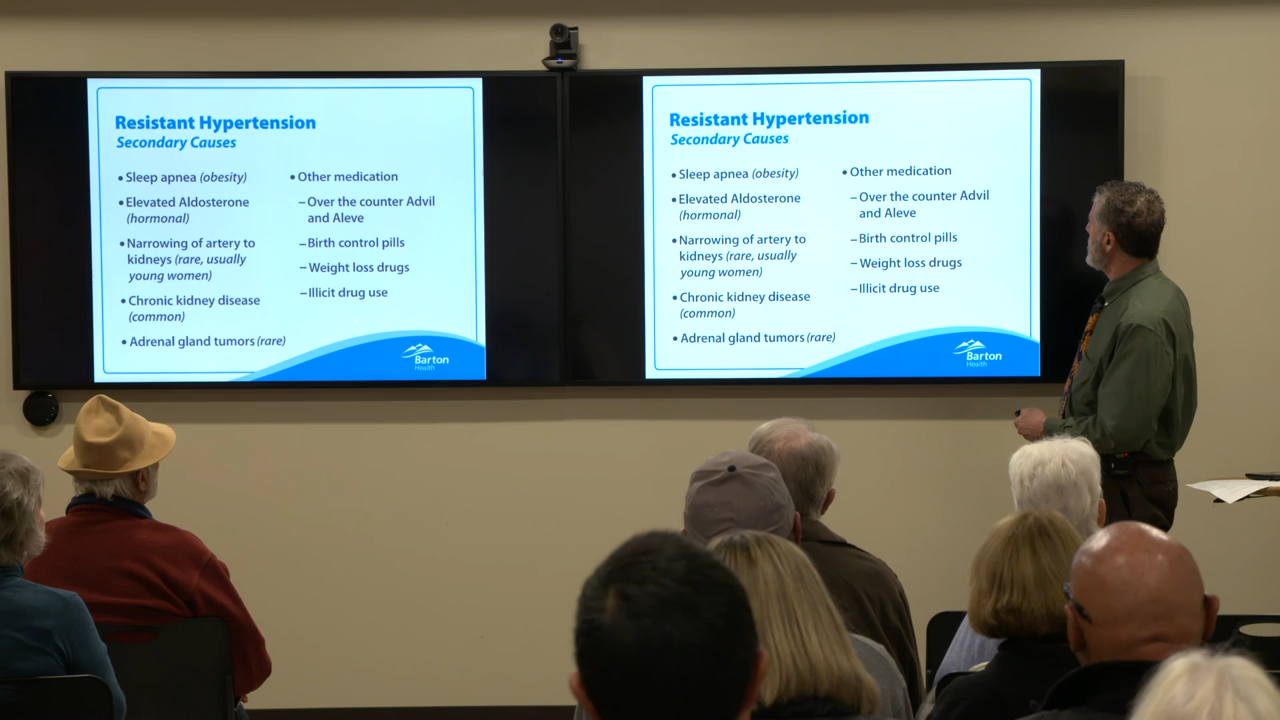 Resistant Hypertension
Secondary Causes
• Sleep apnea (obesity)
• Elevated Aldosterone
(hormonal)
• Narrowing of artery to
kidneys (rare, usually
young women)
• Chronic kidney disease
(common)
• Adrenal gland tumors (rare)
• Other medication
– Over the counter Advil
and Aleve
– Birth control pills
– Weight loss drugs
– Illicit drug use
Barton
Health
Resistant Hypertension
Secondary Causes
• Sleep apnea (obesity)
• Elevated Aldosterone
(hormonal)
• Narrowing of artery to
kidneys (rare, usually
young women)
• Chronic kidney disease
(common)
• Adrenal gland tumors (rare)
• Other medication
– Over the counter Advil
and Aleve
– Birth control pills
– Weight loss drugs
– Illicit drug use
Barton
Health